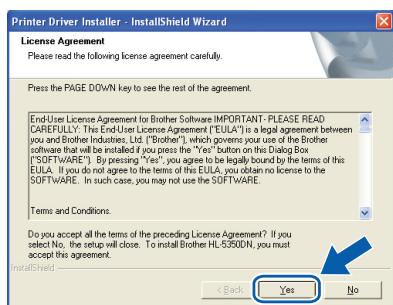 Printer Driver Installer - InstallShield Wizard
License Agreement
Please read the following license agreement carefully.
Press the PAGE DOWN key to see the rest of the agreement.
End-User License Agreement for Brother Software IMPORTANT- PLEASE READ
CAREFULLY: This End-User License Agreement ("EULA") is a legal agreement between
you and Brother Industries, Ltd. ("Brother"), which governs your use of the Brother
software that will be installed if you press the "Yes" button on this Dialog Box
("SOFTWARE"). By pressing "Yes", you agree to be legally bound by the terms of this
EULA. If you do not agree to the terms of this EULA, you obtain no license to the
SOFTWARE. In such case, you may not use the SOFTWARE.
Terms and Conditions.
Do you accept all the terms of the preceding License Agreement? If you
select No, the setup will close. To install Brother HL-5350DN, you must
accept this agreement.
InstallShield
< Back Yes No